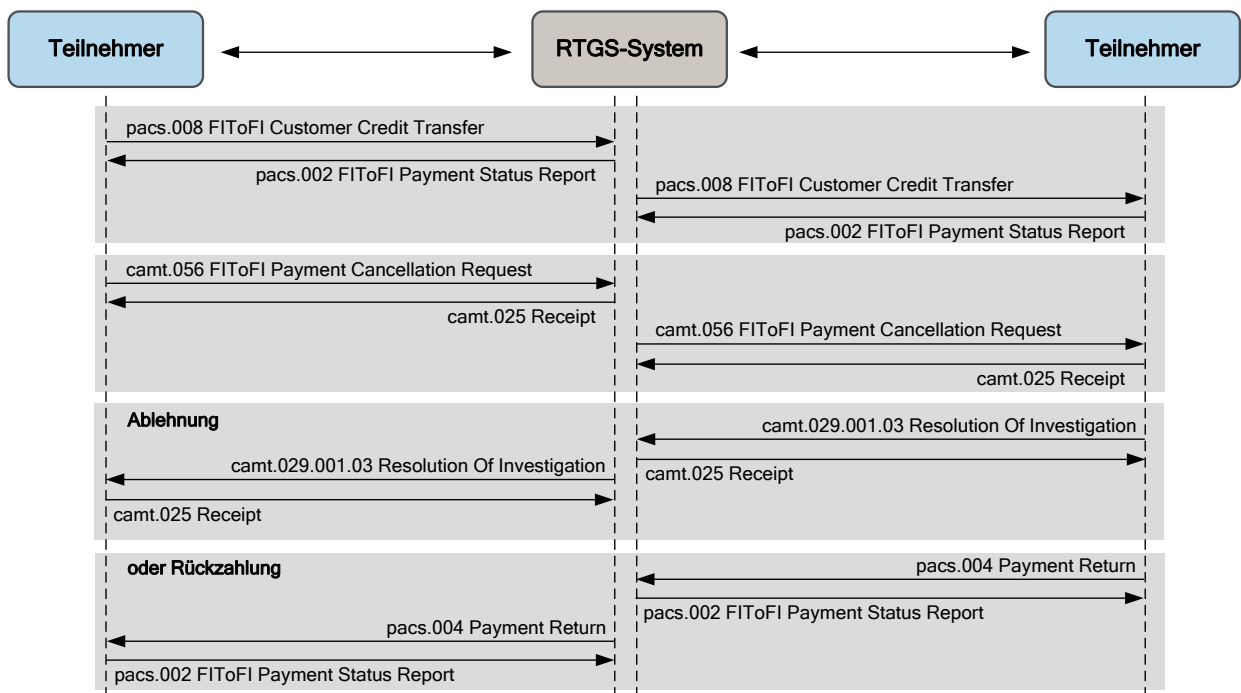 Teilnehmer
RTGS-System
Teilnehmer
pacs.008 FIToFI Customer Credit Transfer
pacs.002 FIToFI Payment Status Report
pacs.008 FIToFI Customer Credit Transfer
pacs.002 FIToFI Payment Status Report
camt.056 FIToFI Payment Cancellation Request
camt.025 Receipt
camt.056 FIToFI Payment Cancellation Request
camt.025 Receipt
Ablehnung
camt.029.001.03 Resolution Of Investigation
camt.029.001.03 Resolution Of Investigation
camt.025 Receipt
camt.025 Receipt
oder Rückzahlung
pacs.004 Payment Return
pacs.002 FIToFI Payment Status Report
pacs.004 Payment Return
pacs.002 FIToFI Payment Status Report